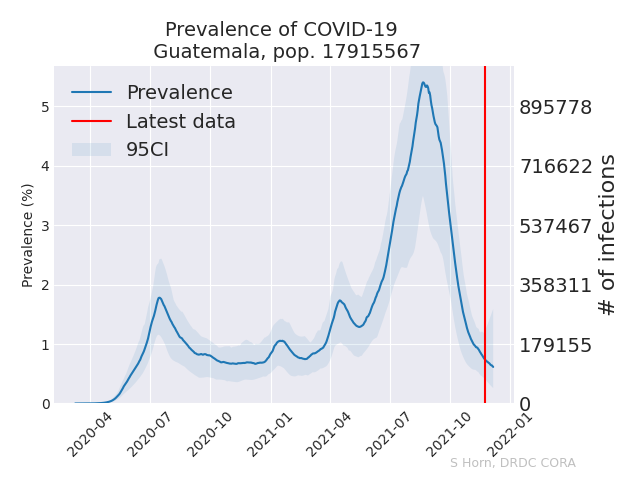 Prevalence of COVID-19
Guatemala, pop. 17915567
Prevalence
Latest data
95CI
Prevalence (%)
5
4
3
2
1
0
895778
716622
537467
358311
179155
0
# of infections
2020-04
2020-07
2020-10
2021-01
2021-04
2021-07
2021-10
2022-01
S Horn, DRDC CORA